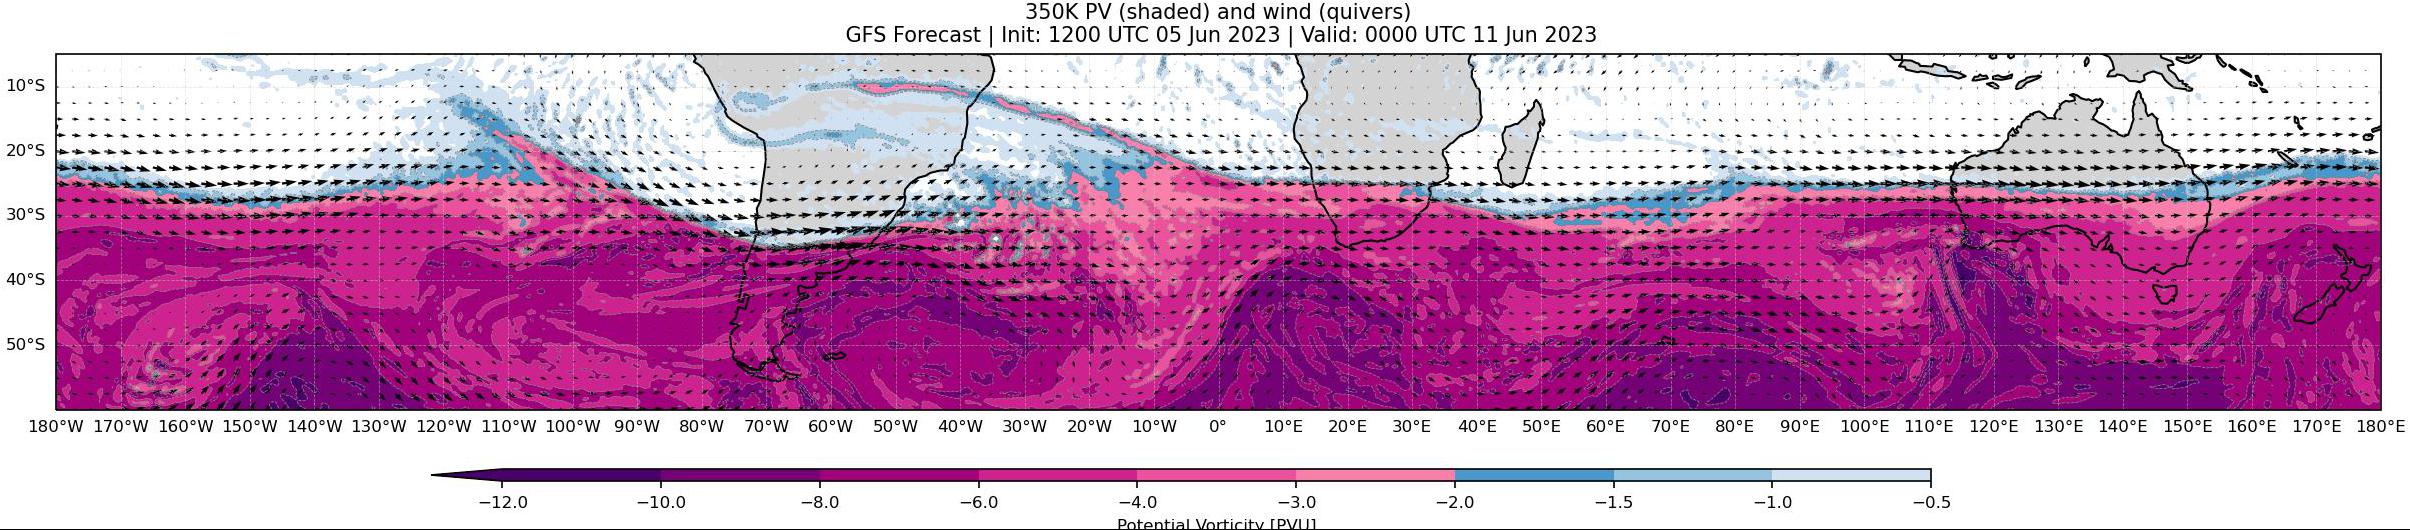 350K PV (shaded) and wind (quivers)
GFS Forecast | Init: 1200 UTC 05 Jun 2023 | Valid: 0000 UTC 11 Jun 2023
10°S
20°S
30°S
40°S
50°S
180°W 170°W 160°W 150°W 140°W 130°W 120°W 110°W 100°W 90°W 80°W 70°W 60°W 50°W 40°W 30°W 20°W 10°W 0° 10°E 20°E 30°E 40°E 50°E 60°E 70°E 80°E 90°E 100°E 110°E 120°E 130°E 140°E 150°E 160°E 170°E 180°E
−12.0 −10.0 −8.0 −6.0 −4.0 −3.0 −2.0 −1.5 −1.0 −0.5
Potential Vorticity [PVU]